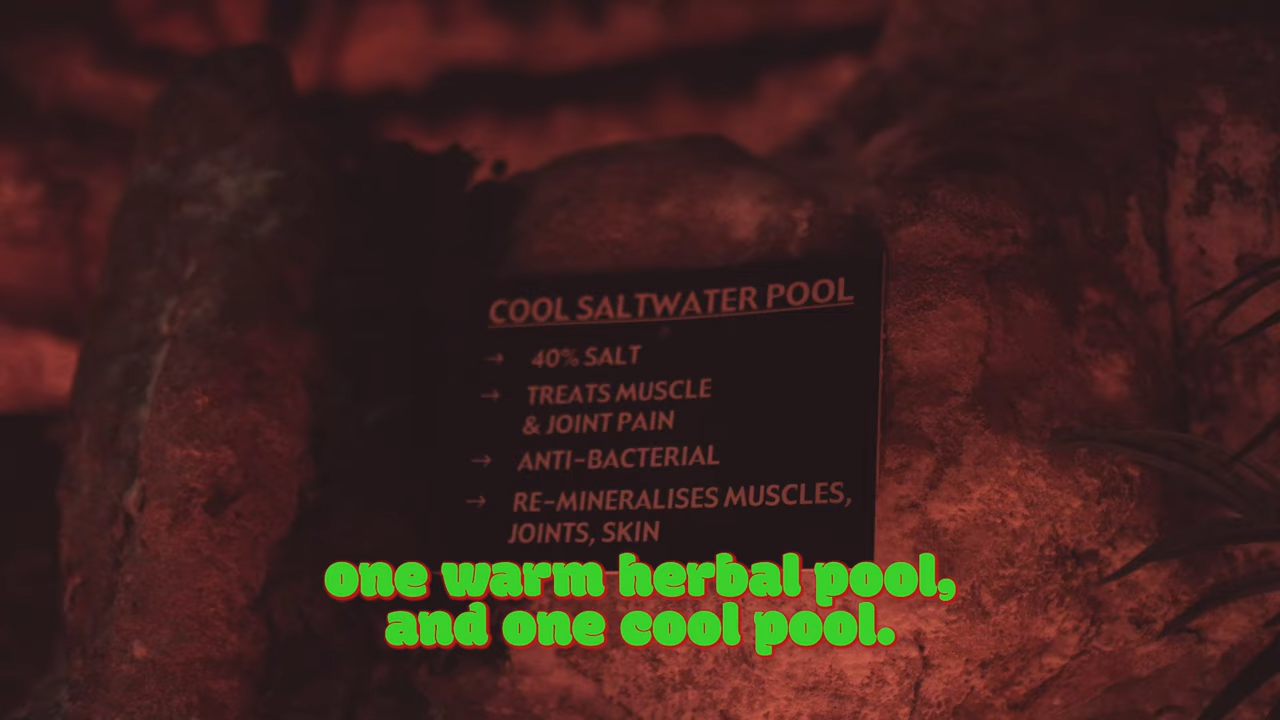 COOL SALTWATER POOL
→ 40% SALT
→ TREATS MUSCLE
& JOINT PAIN
→ ANTI-BACTERIAL
→ RE-MINERALISES MUSCLES,
JOINTS, SKIN
one warm herbal pool,
and one cool pool.